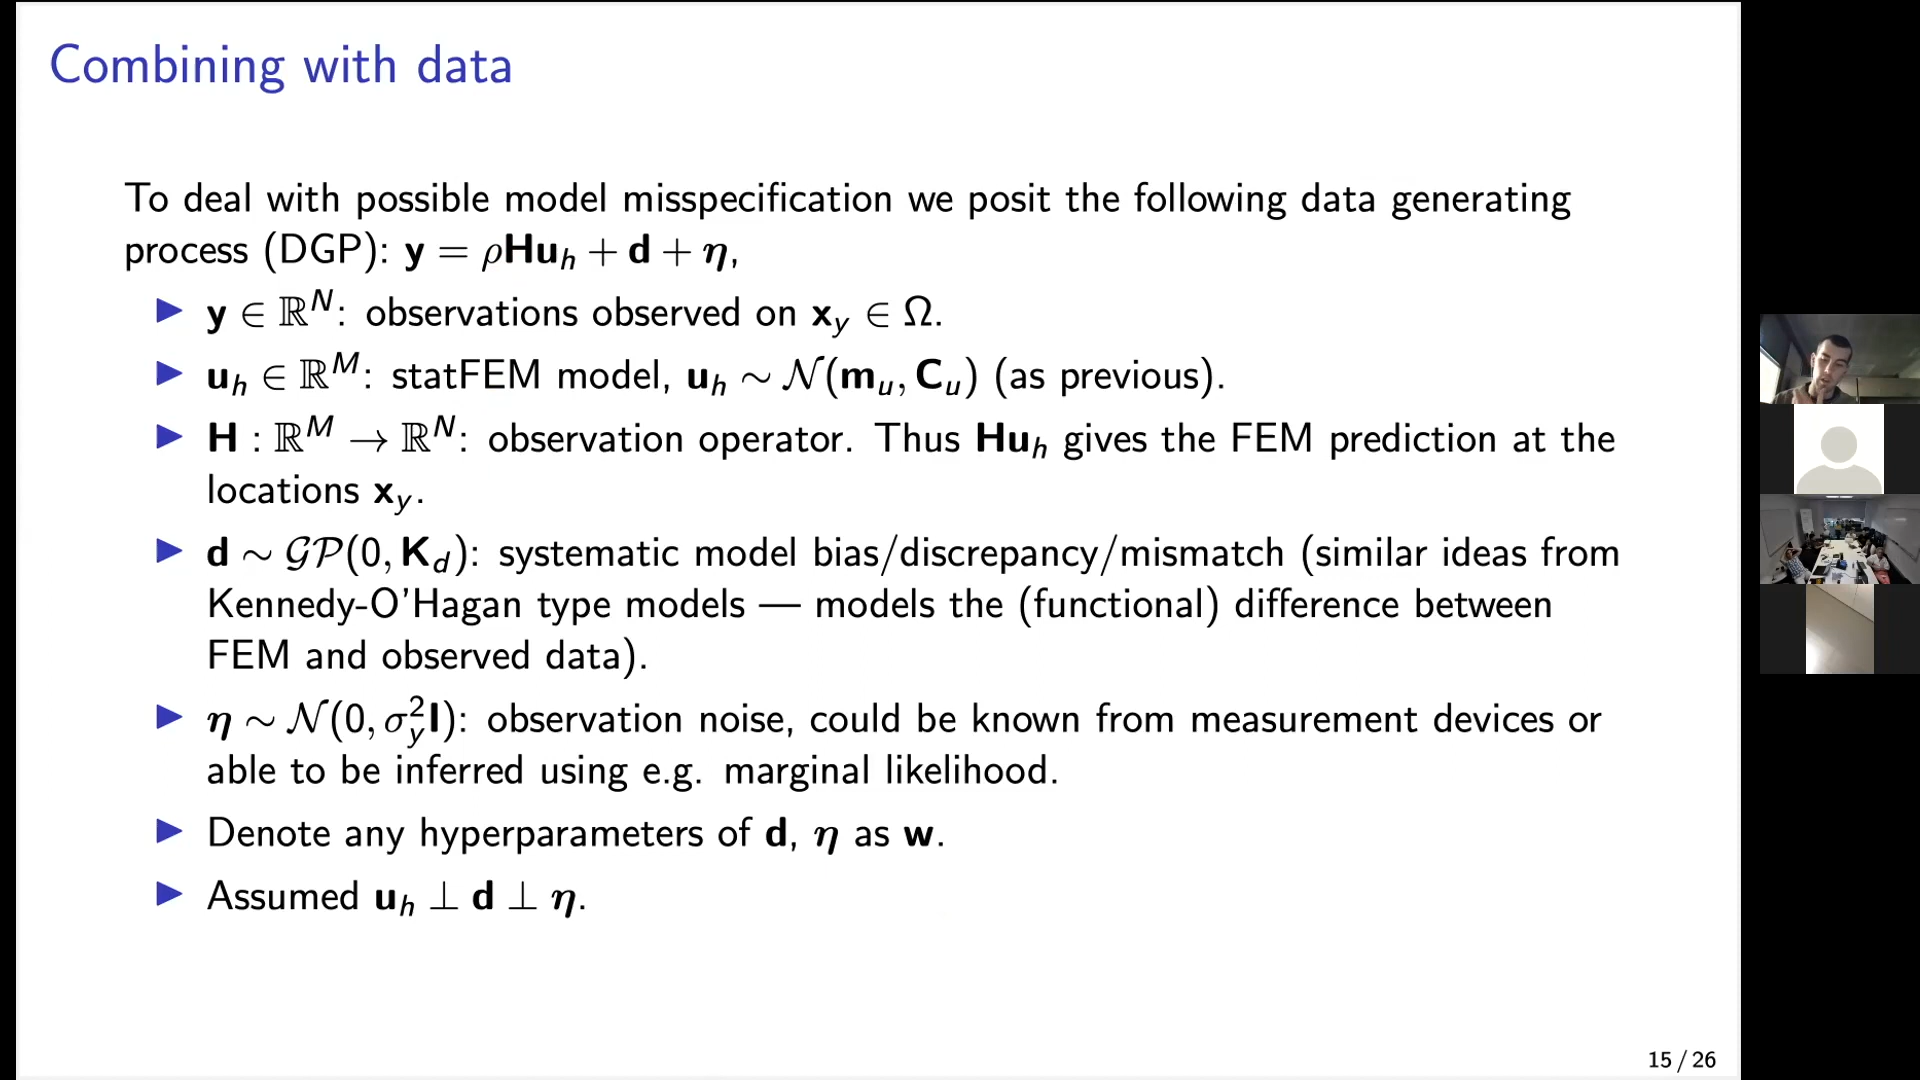 Combining with data
To deal with possible model misspecification we posit the following data generating
process (DGP): y = ρHu_h + d + η,
▶ y ∈ ℝ^N: observations observed on x_y ∈ Ω.
▶ u_h ∈ ℝ^M: statFEM model, u_h ∼ 𝒩(m_u, C_u) (as previous).
▶ H : ℝ^M → ℝ^N: observation operator. Thus Hu_h gives the FEM prediction at the
locations x_y.
▶ d ∼ 𝒢𝒫(0, K_d): systematic model bias/discrepancy/mismatch (similar ideas from
Kennedy-O'Hagan type models — models the (functional) difference between
FEM and observed data).
▶ η ∼ 𝒩(0, σ_y^2 I): observation noise, could be known from measurement devices or
able to be inferred using e.g. marginal likelihood.
▶ Denote any hyperparameters of d, η as w.
▶ Assumed u_h ⊥ d ⊥ η.
15 / 26